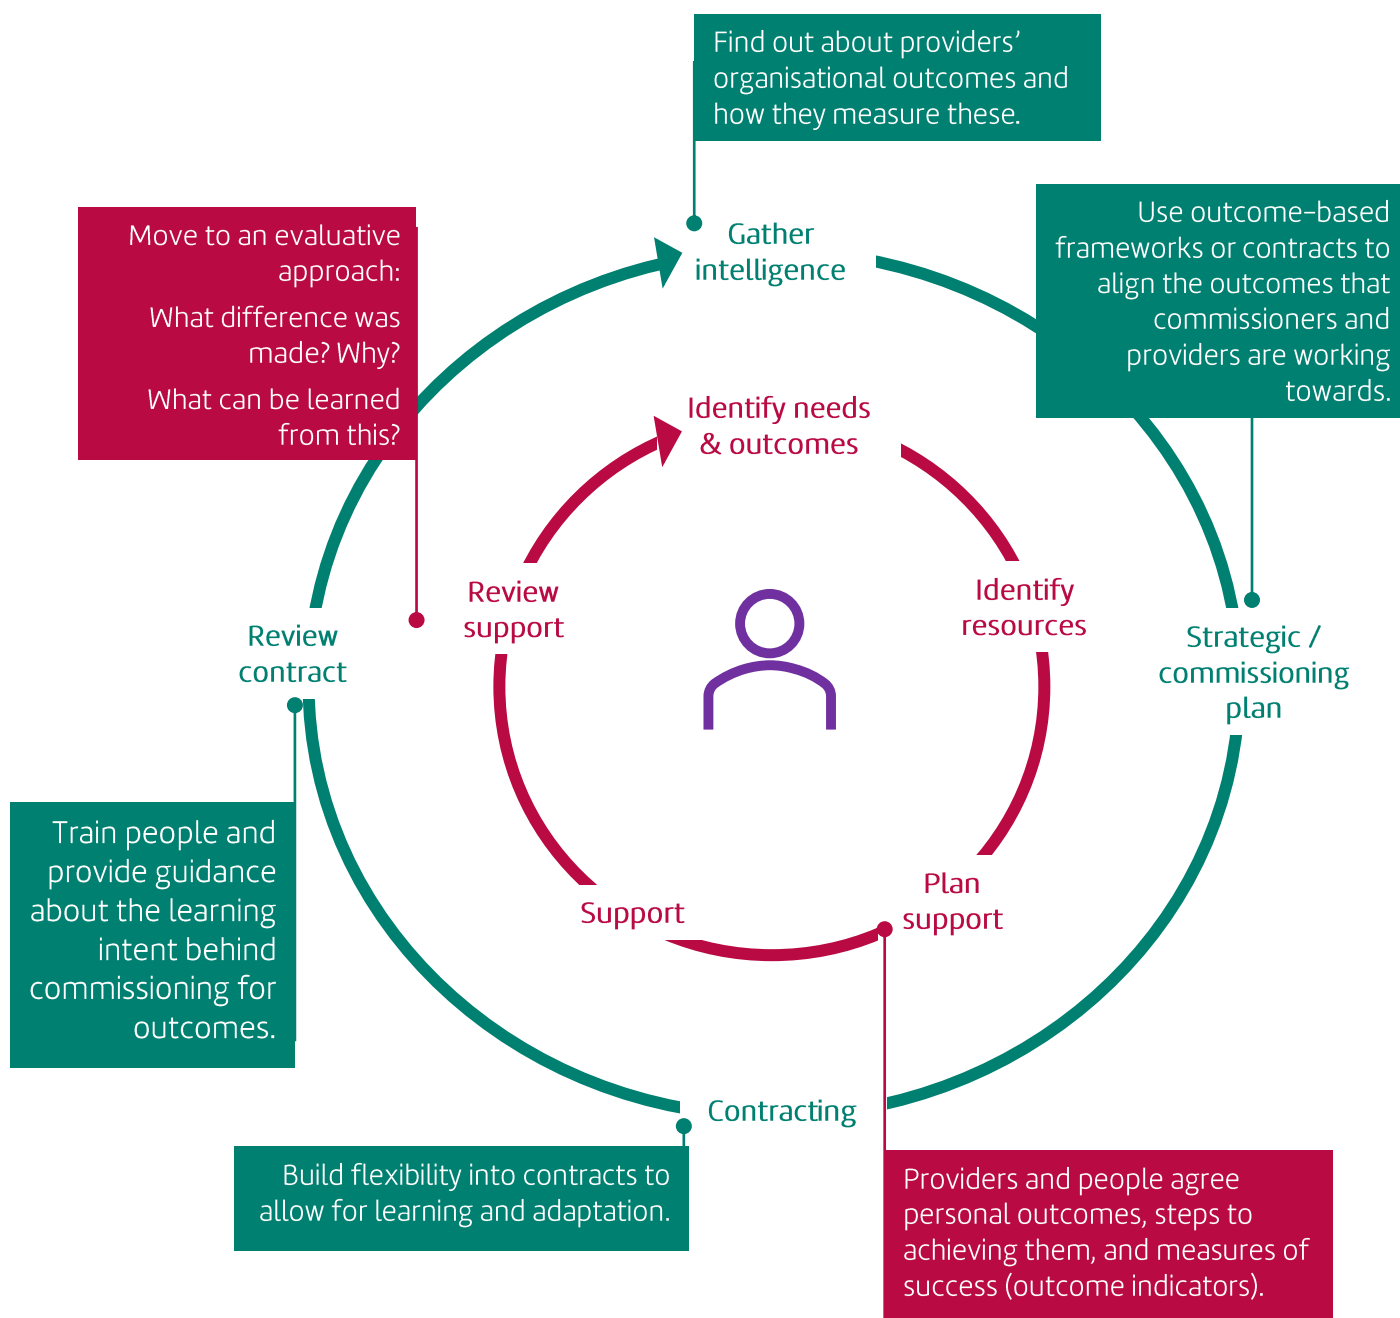 Find out about providers’
organisational outcomes and
how they measure these.
Use outcome-based
frameworks or contracts to
align the outcomes that
commissioners and
providers are working
towards.
Move to an evaluative
approach:
What difference was
made? Why?
What can be learned
from this?
Gather
intelligence
Identify needs
& outcomes
Review
support
Identify
resources
Review
contract
Strategic /
commissioning
plan
Train people and
provide guidance
about the learning
intent behind
commissioning for
outcomes.
Plan
support
Support
Contracting
Build flexibility into contracts to
allow for learning and adaptation.
Providers and people agree
personal outcomes, steps to
achieving them, and measures of
success (outcome indicators).